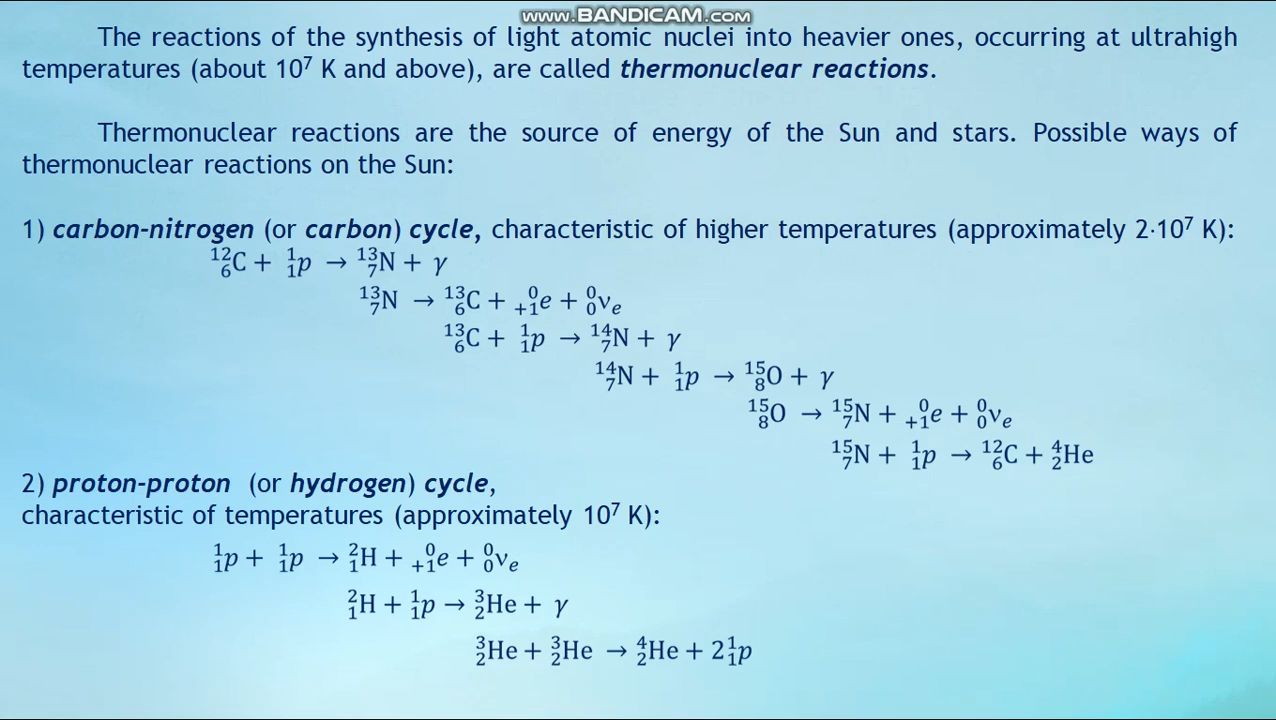 www.BANDICAM.com
The reactions of the synthesis of light atomic nuclei into heavier ones, occurring at ultrahigh
temperatures (about 10⁷ K and above), are called thermonuclear reactions.
Thermonuclear reactions are the source of energy of the Sun and stars. Possible ways of
thermonuclear reactions on the Sun:
1) carbon-nitrogen (or carbon) cycle, characteristic of higher temperatures (approximately 2·10⁷ K):
¹²₆C + ¹₁p → ¹³₇N + γ
¹³₇N → ¹³₆C + ⁰₊₁e + ⁰₀νₑ
¹³₆C + ¹₁p → ¹⁴₇N + γ
¹⁴₇N + ¹₁p → ¹⁵₈O + γ
¹⁵₈O → ¹⁵₇N + ⁰₊₁e + ⁰₀νₑ
¹⁵₇N + ¹₁p → ¹²₆C + ⁴₂He
2) proton-proton (or hydrogen) cycle,
characteristic of temperatures (approximately 10⁷ K):
¹₁p + ¹₁p → ²₁H + ⁰₊₁e + ⁰₀νₑ
²₁H + ¹₁p → ³₂He + γ
³₂He + ³₂He → ⁴₂He + 2¹₁p